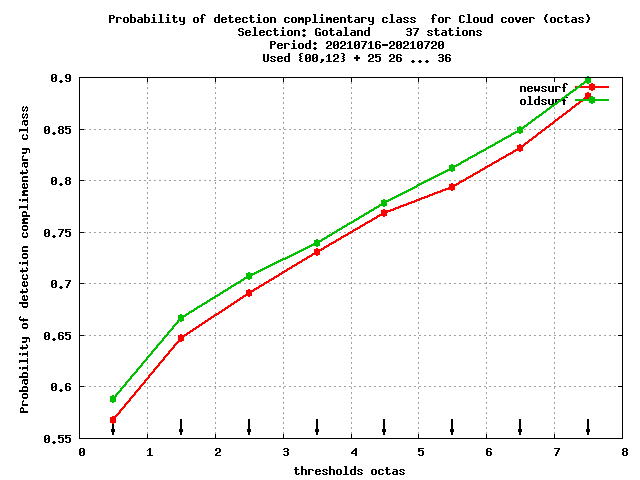 Probability of detection complimentary class  for Cloud cover (octas)
Selection: Gotaland     37 stations
Period: 20210716-20210720
Used {00,12} + 25 26 ... 36
newsurf
oldsurf
0.9
0.85
0.8
0.75
0.7
0.65
0.6
0.55
Probability of detection complimentary class
0 1 2 3 4 5 6 7 8
thresholds octas